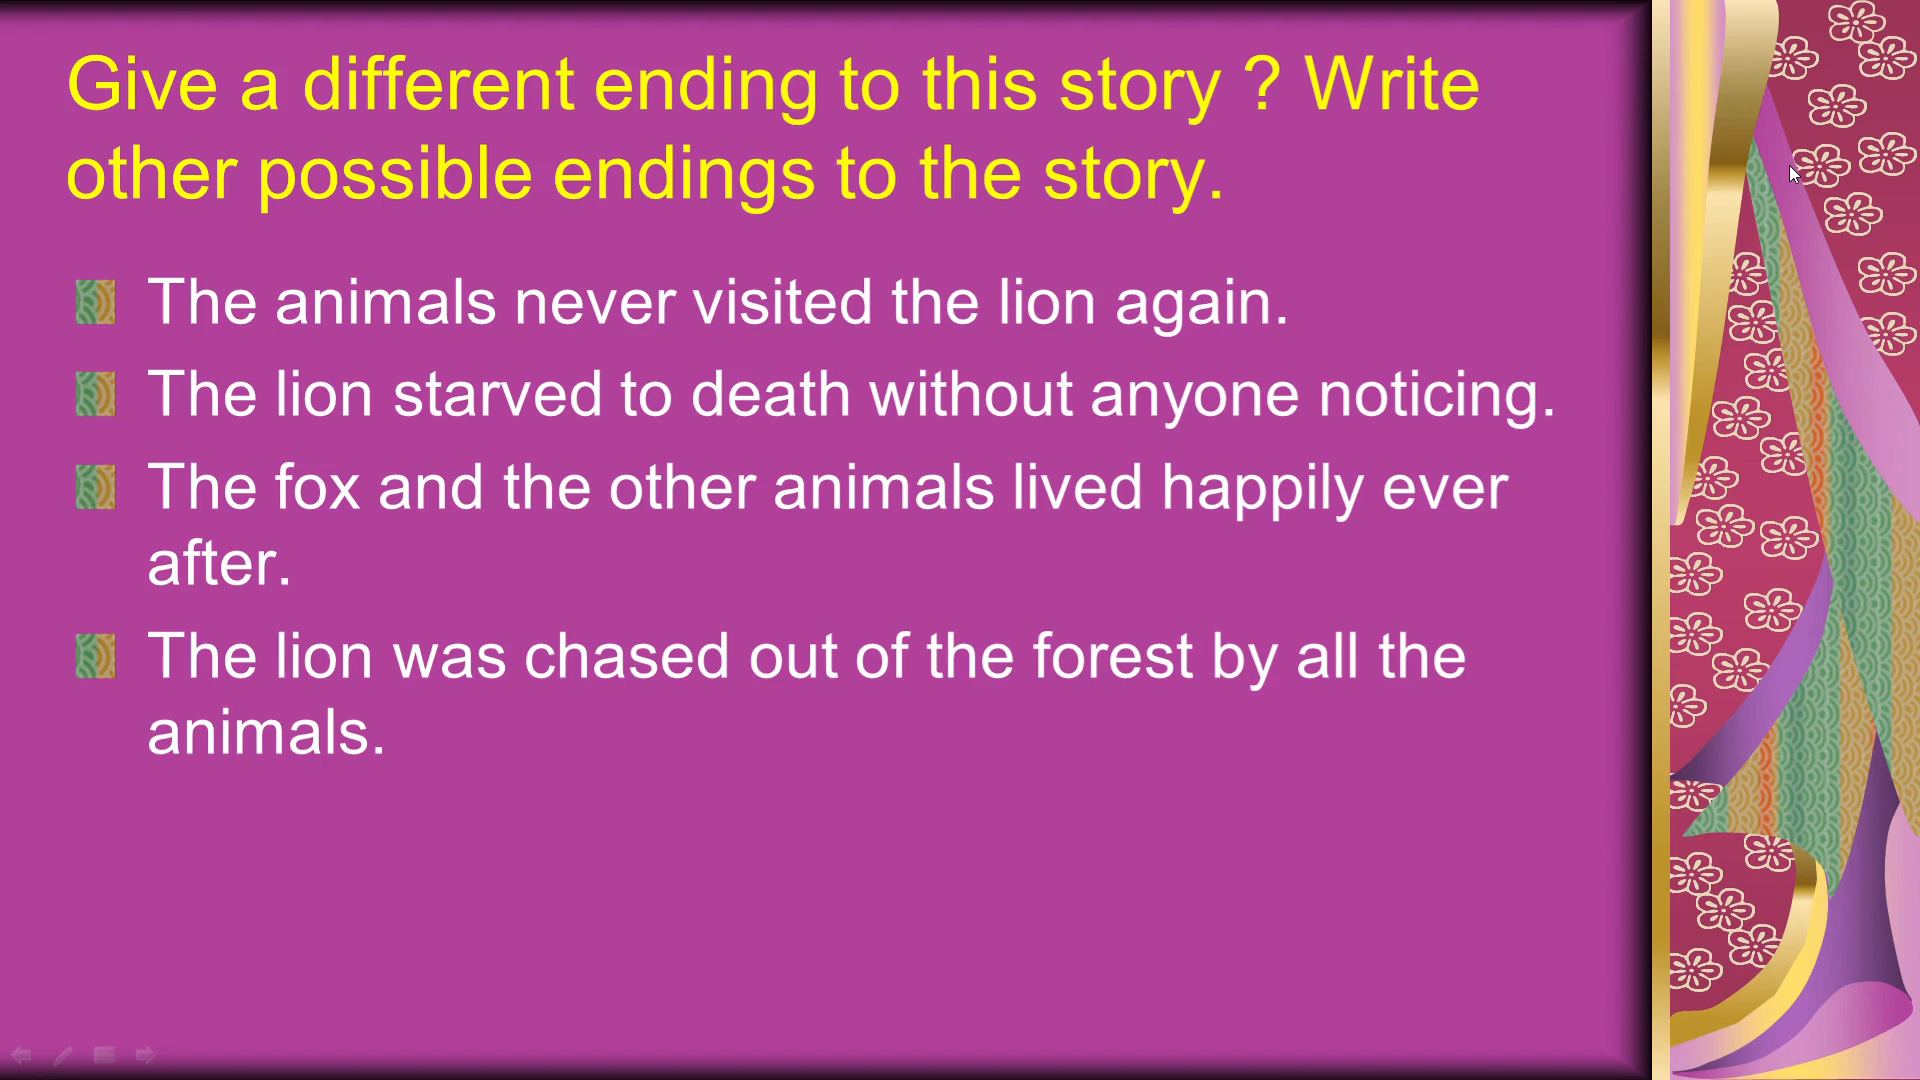 Give a different ending to this story ? Write
other possible endings to the story.
The animals never visited the lion again.
The lion starved to death without anyone noticing.
The fox and the other animals lived happily ever
after.
The lion was chased out of the forest by all the
animals.